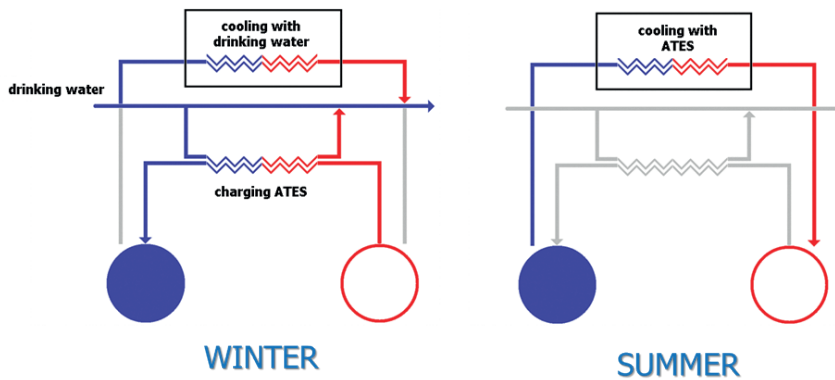 cooling with
drinking water
drinking water
charging ATES
WINTER
cooling with
ATES
SUMMER